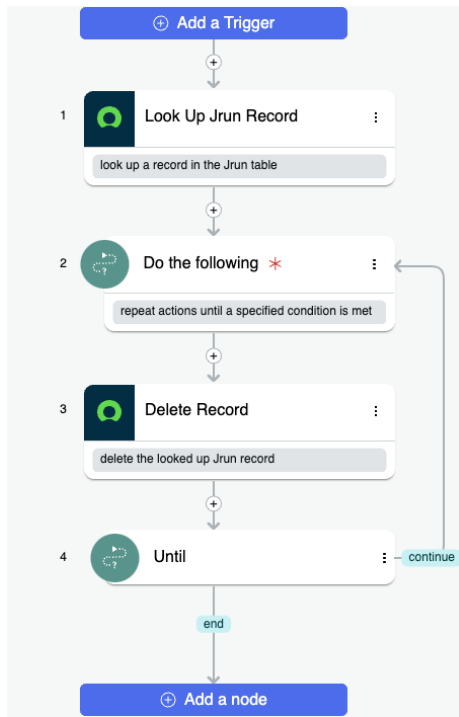 Add a Trigger
1
Look Up Jrun Record
look up a record in the Jrun table
2
Do the following *
repeat actions until a specified condition is met
3
Delete Record
delete the looked up Jrun record
4
Until
continue
end
Add a node